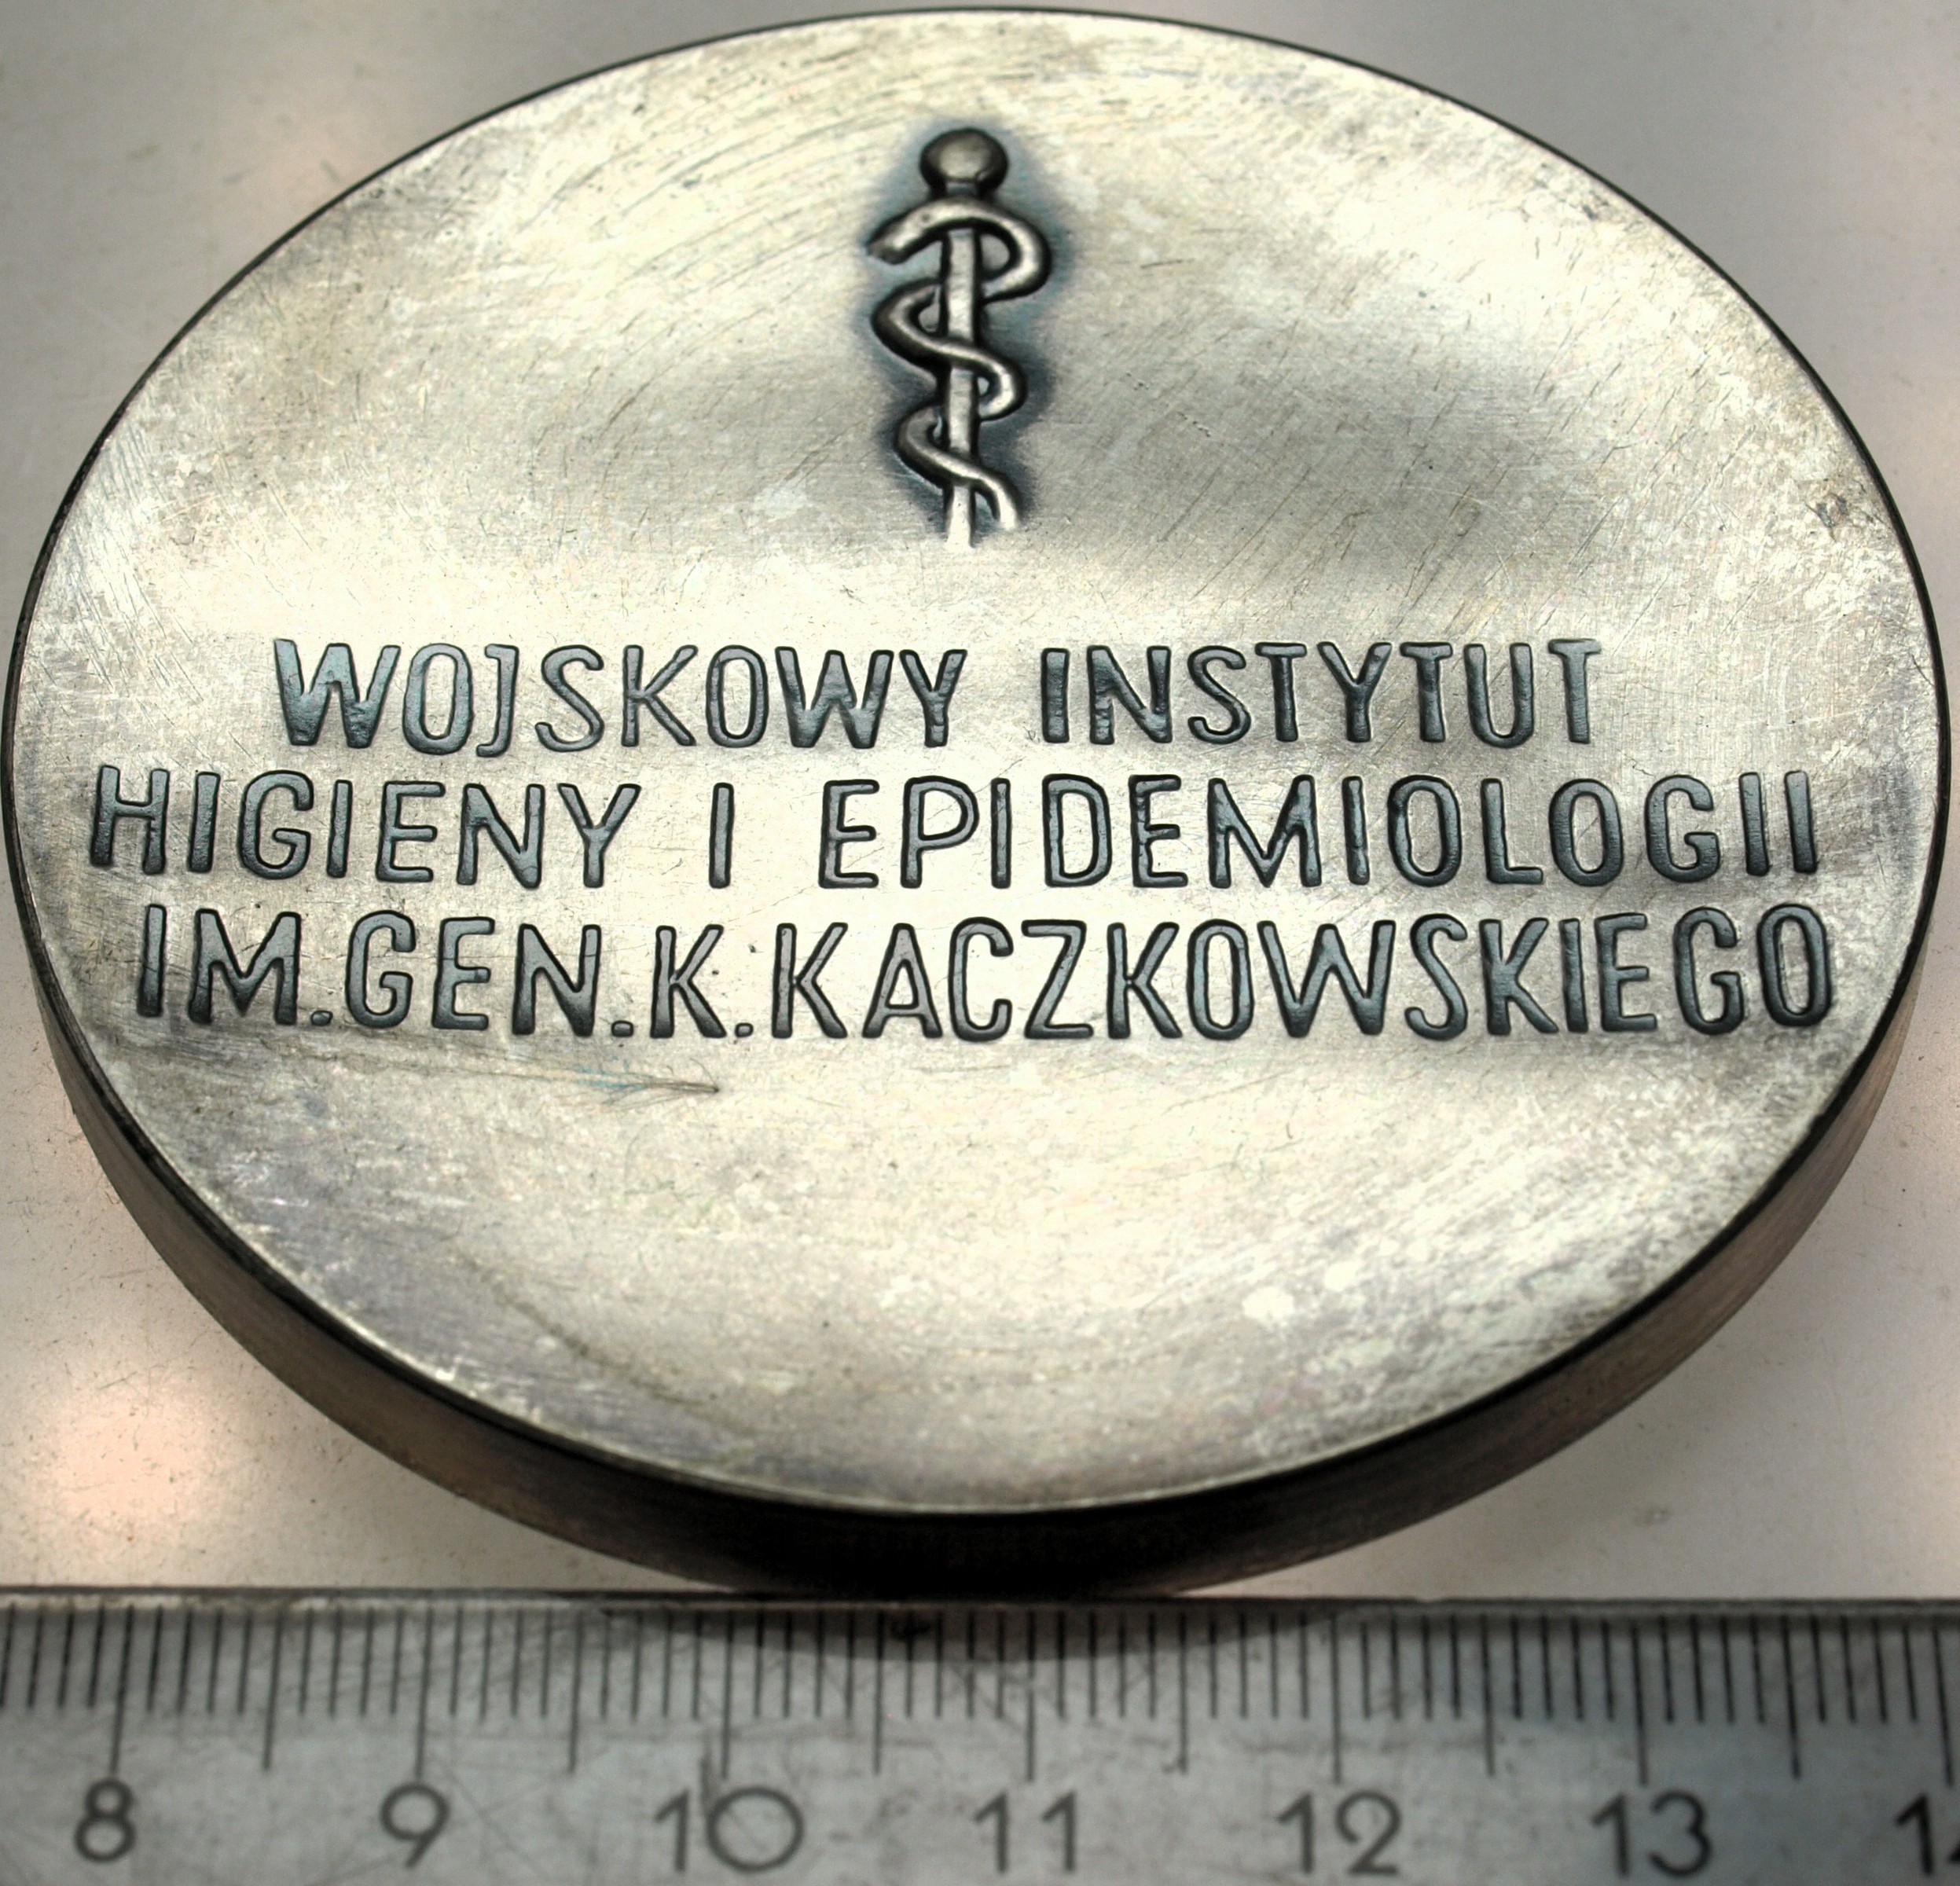 WOJSKOWY INSTYTUT
HIGIENY I EPIDEMIOLOGII
IM.GEN.K.KACZKOWSKIEGO
8 9 10 11 12 13